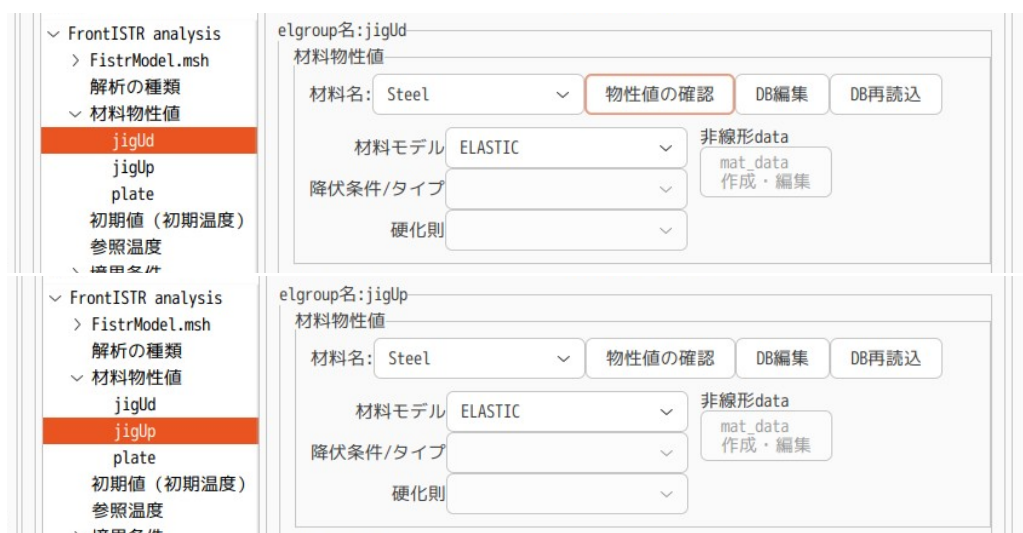 FrontISTR analysis
FistrModel.msh
解析の種類
材料物性値
jigUd
jigUp
plate
初期値（初期温度）
参照温度
境界条件
elgroup名:jigUd
材料物性値
材料名: Steel 物性値の確認 DB編集 DB再読込
材料モデル ELASTIC
降伏条件/タイプ
硬化則
非線形data
mat_data
作成・編集
FrontISTR analysis
FistrModel.msh
解析の種類
材料物性値
jigUd
jigUp
plate
初期値（初期温度）
参照温度
elgroup名:jigUp
材料物性値
材料名: Steel 物性値の確認 DB編集 DB再読込
材料モデル ELASTIC
降伏条件/タイプ
硬化則
非線形data
mat_data
作成・編集